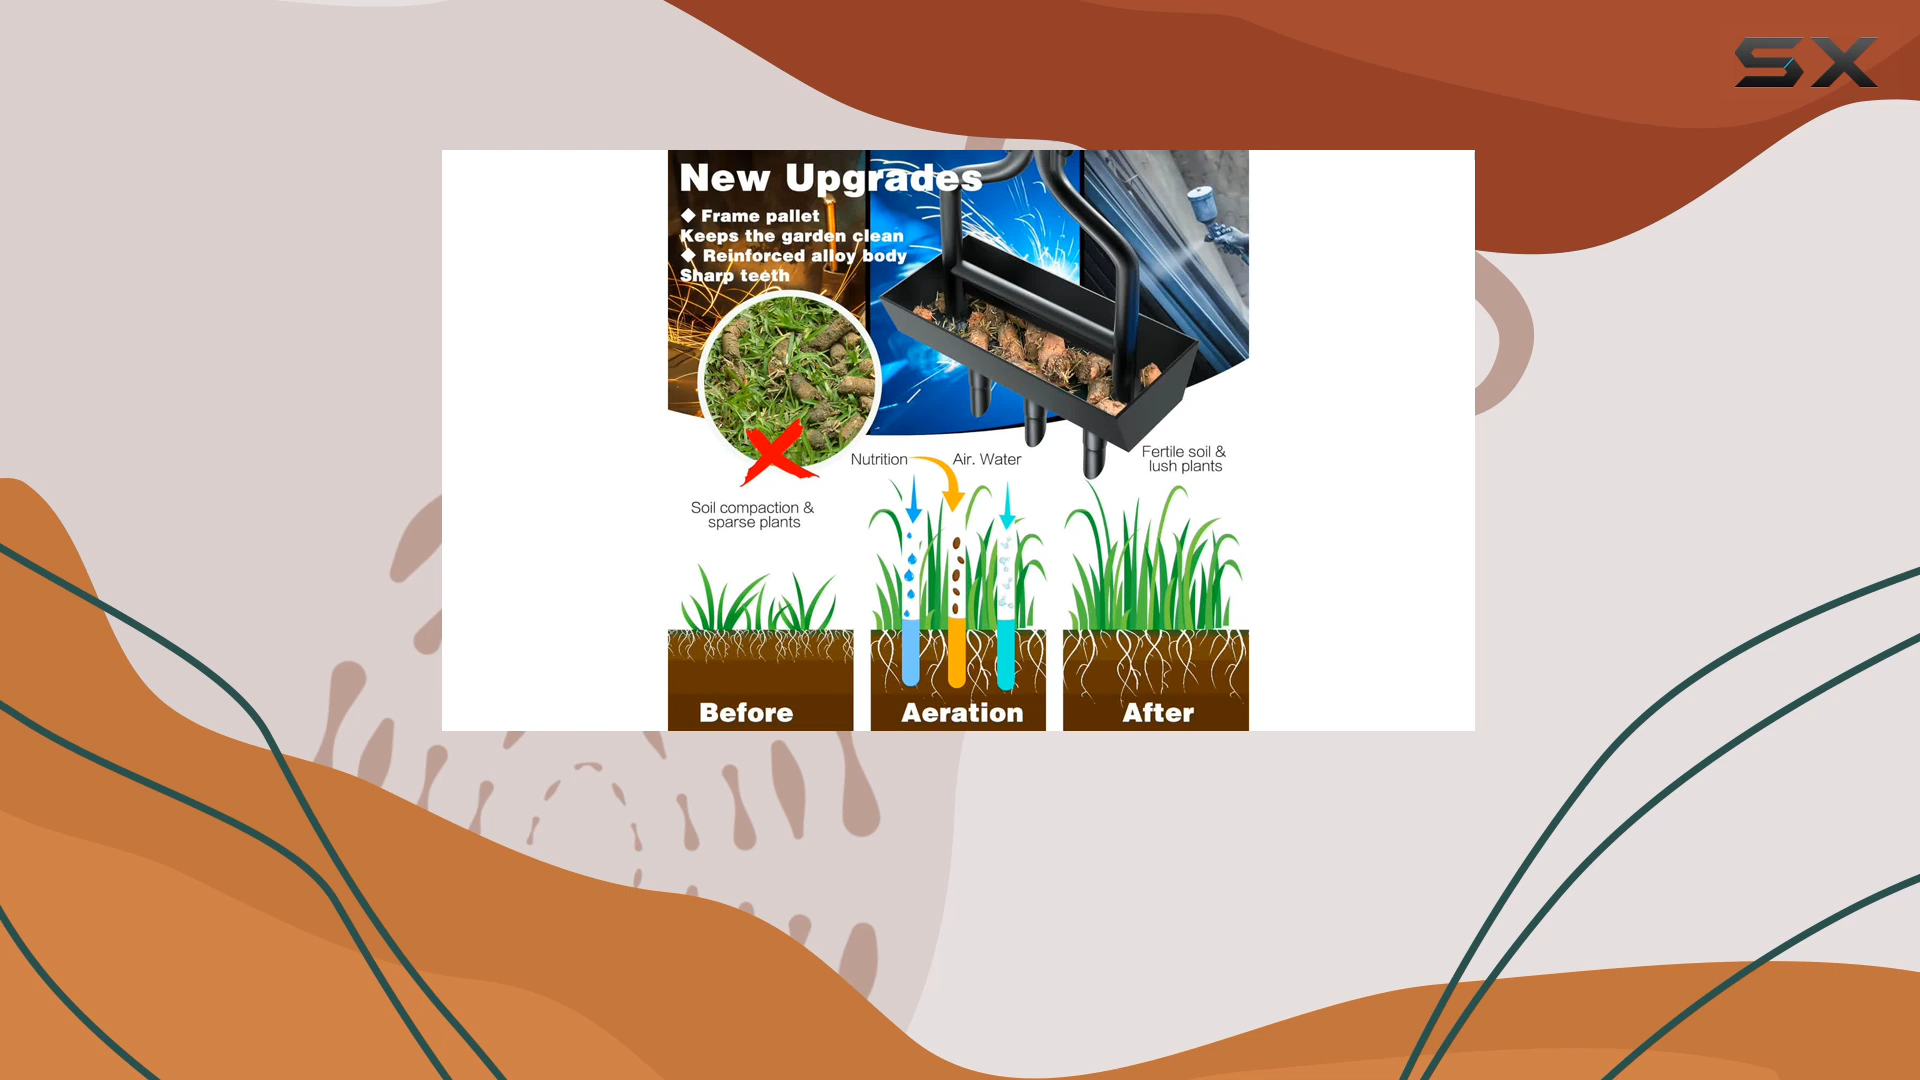 SX
New Upgrades
◆ Frame pallet
Keeps the garden clean
◆ Reinforced alloy body
Sharp teeth
Nutrition
Air. Water
Fertile soil &
lush plants
Soil compaction &
sparse plants
Before
Aeration
After